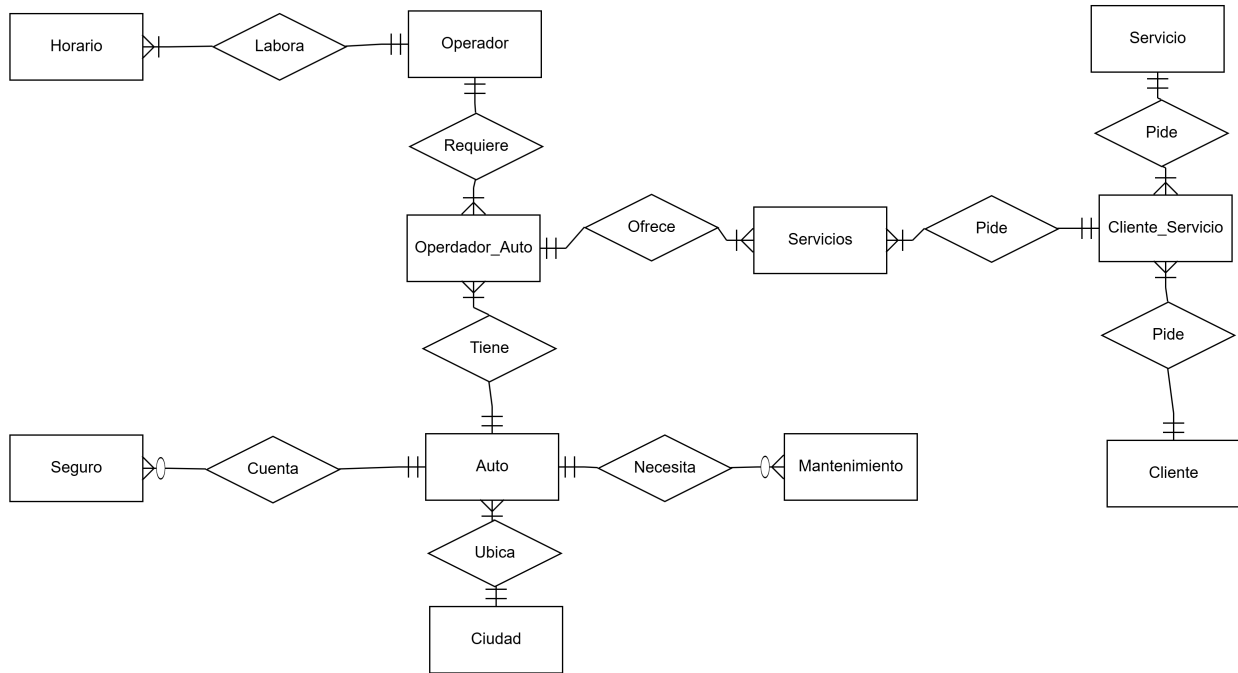 Horario
Labora
Operador
Servicio
Requiere
Pide
Operdador_Auto
Ofrece
Servicios
Pide
Cliente_Servicio
Tiene
Pide
Seguro
Cuenta
Auto
Necesita
Mantenimiento
Cliente
Ubica
Ciudad